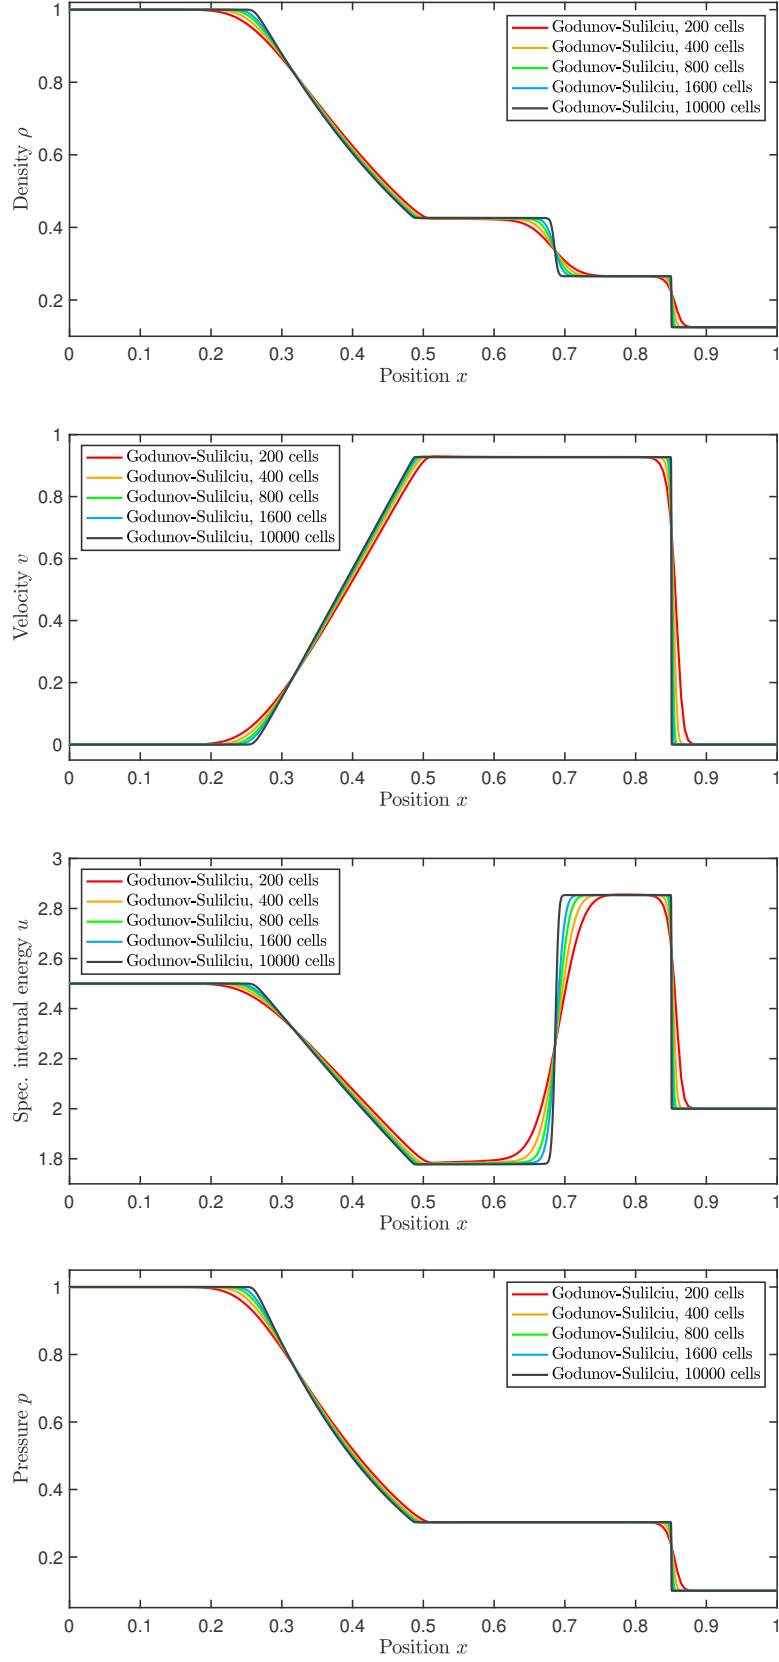 1
0.8
0.6
0.4
0.2
Density ρ
Godunov-Sulilciu, 200 cells
Godunov-Sulilciu, 400 cells
Godunov-Sulilciu, 800 cells
Godunov-Sulilciu, 1600 cells
Godunov-Sulilciu, 10000 cells
0 0.1 0.2 0.3 0.4 0.5 0.6 0.7 0.8 0.9 1
Position x
1
0.8
0.6
0.4
0.2
0
Velocity v
Godunov-Sulilciu, 200 cells
Godunov-Sulilciu, 400 cells
Godunov-Sulilciu, 800 cells
Godunov-Sulilciu, 1600 cells
Godunov-Sulilciu, 10000 cells
0 0.1 0.2 0.3 0.4 0.5 0.6 0.7 0.8 0.9 1
Position x
3
2.8
2.6
2.4
2.2
2
1.8
Spec. internal energy u
Godunov-Sulilciu, 200 cells
Godunov-Sulilciu, 400 cells
Godunov-Sulilciu, 800 cells
Godunov-Sulilciu, 1600 cells
Godunov-Sulilciu, 10000 cells
0 0.1 0.2 0.3 0.4 0.5 0.6 0.7 0.8 0.9 1
Position x
1
0.8
0.6
0.4
0.2
Pressure p
Godunov-Sulilciu, 200 cells
Godunov-Sulilciu, 400 cells
Godunov-Sulilciu, 800 cells
Godunov-Sulilciu, 1600 cells
Godunov-Sulilciu, 10000 cells
0 0.1 0.2 0.3 0.4 0.5 0.6 0.7 0.8 0.9 1
Position x